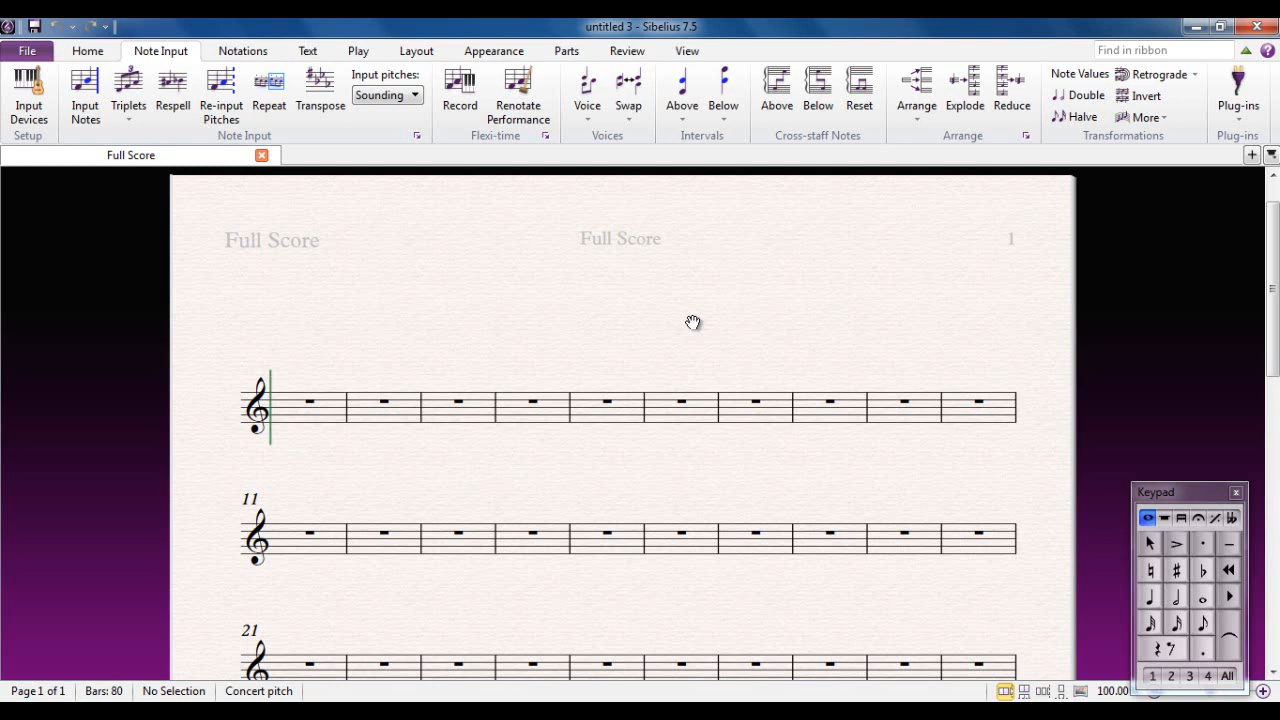 untitled 3 - Sibelius 7.5
File Home Note Input Notations Text Play Layout Appearance Parts Review View Find in ribbon
Input Devices
Setup
Input Notes
Triplets
Respell
Re-input Pitches
Repeat
Transpose
Input pitches:
Sounding
Note Input
Record
Renotate Performance
Flexi-time
Voice
Swap
Voices
Above
Below
Intervals
Above
Below
Reset
Cross-staff Notes
Arrange
Explode
Reduce
Arrange
Note Values
Double
Halve
Retrograde
Invert
More
Transformations
Plug-ins
Plug-ins
Full Score
Full Score Full Score 1
11
21
Keypad
1 2 3 4 All
Page 1 of 1 Bars: 80 No Selection Concert pitch 100.00